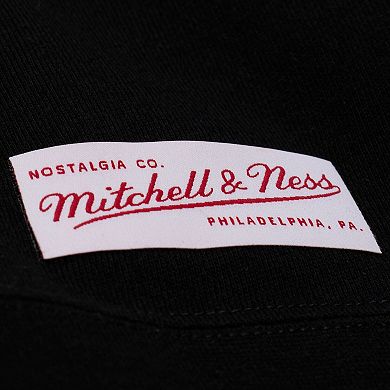 NOSTALGIA CO.
Mitchell & Ness
PHILADELPHIA, PA.